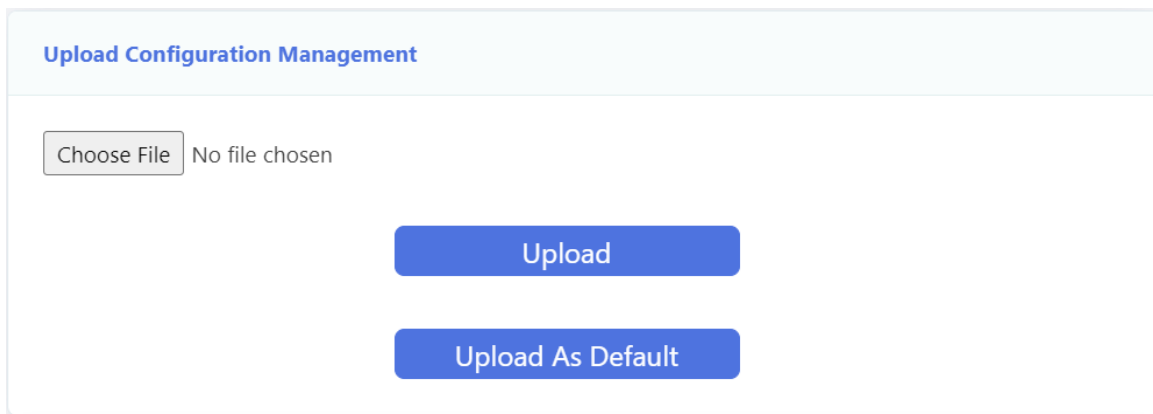 Upload Configuration Management
Choose File No file chosen
Upload
Upload As Default